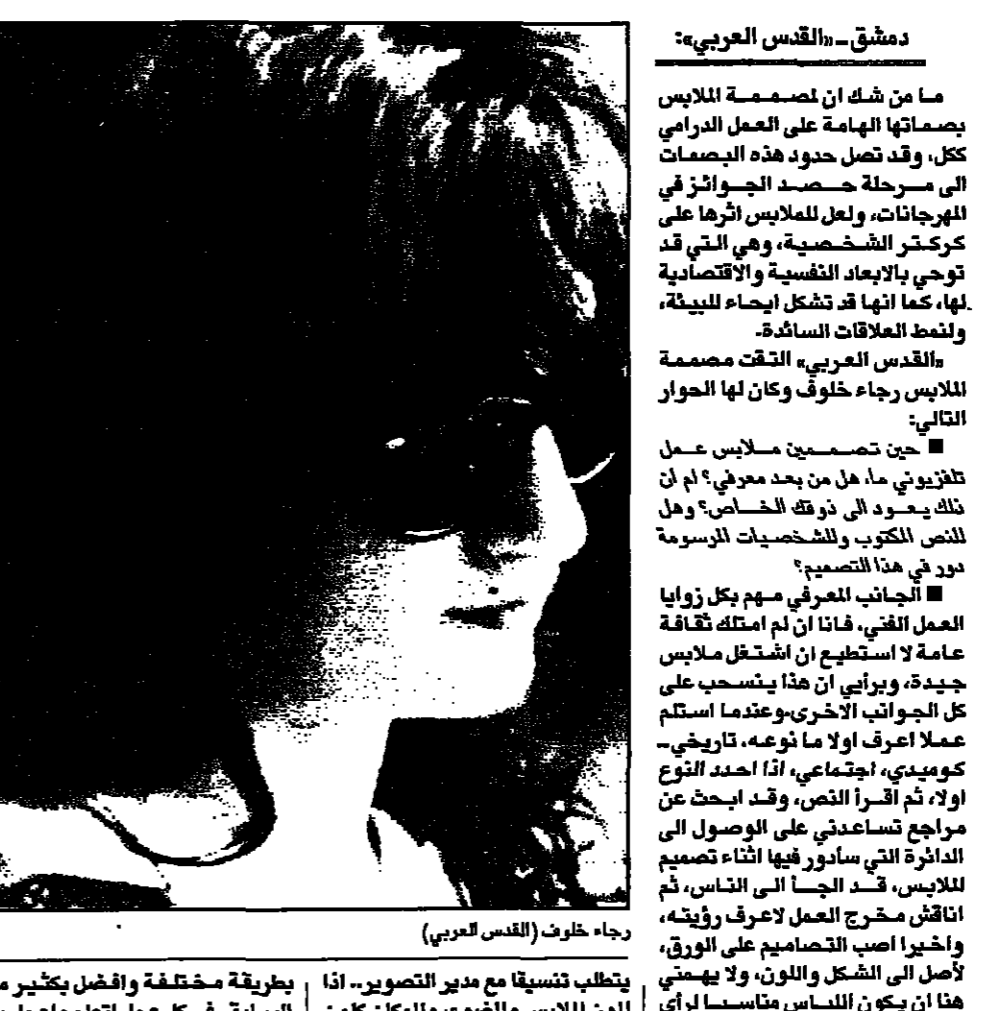 دمشق ـ «القدس العربي»:
ما من شك ان لمصممة الملابس
بصماتها الهامة على العمل الدرامي
ككل، وقد تصل حدود هذه البصمات
الى مرحلة حصد الجوائز في
المهرجانات، ولعل للملابس اثرها على
كركتر الشخصية، وهي التي قد
توحي بالابعاد النفسية والاقتصادية
لها، كما انها قد تشكل ايحاء للبيئة،
ولنمط العلاقات السائدة.
«القدس العربي» التقت مصممة
الملابس رجاء خلوف وكان لها الحوار
التالي:
■ حين تصممين ملابس عمل
تلفزيوني ما، هل من بعد معرفي؟ ام ان
ذلك يعود الى ذوقك الخاص؟ وهل
للنص المكتوب وللشخصيات المرسومة
دور في هذا التصميم؟
■ الجانب المعرفي مهم بكل زوايا
العمل الفني، فانا ان لم امتلك ثقافة
عامة لا استطيع ان اشتغل ملابس
جيدة، وبرأيي ان هذا ينسحب على
كل الجوانب الاخرى.وعندما استلم
عملا اعرف اولا ما نوعه، تاريخي ـ
كوميدي، اجتماعي، اذا احدد النوع
اولا، ثم اقرأ النص، وقد ابحث عن
مراجع تساعدني على الوصول الى
الدائرة التي سأدور فيها اثناء تصميم
الملابس، قد الجأ الى الناس، ثم
اناقش مخرج العمل لاعرف رؤيته،
واخيرا اصب التصاميم على الورق،
لأصل الى الشكل واللون، ولا يهمني
هنا ان يكون اللباس مناسبا لرأي
رجاء خلوف (القدس العربي)
يتطلب تنسيقا مع مدير التصوير.. اذا
بطريقة مختلفة وافضل بكثير